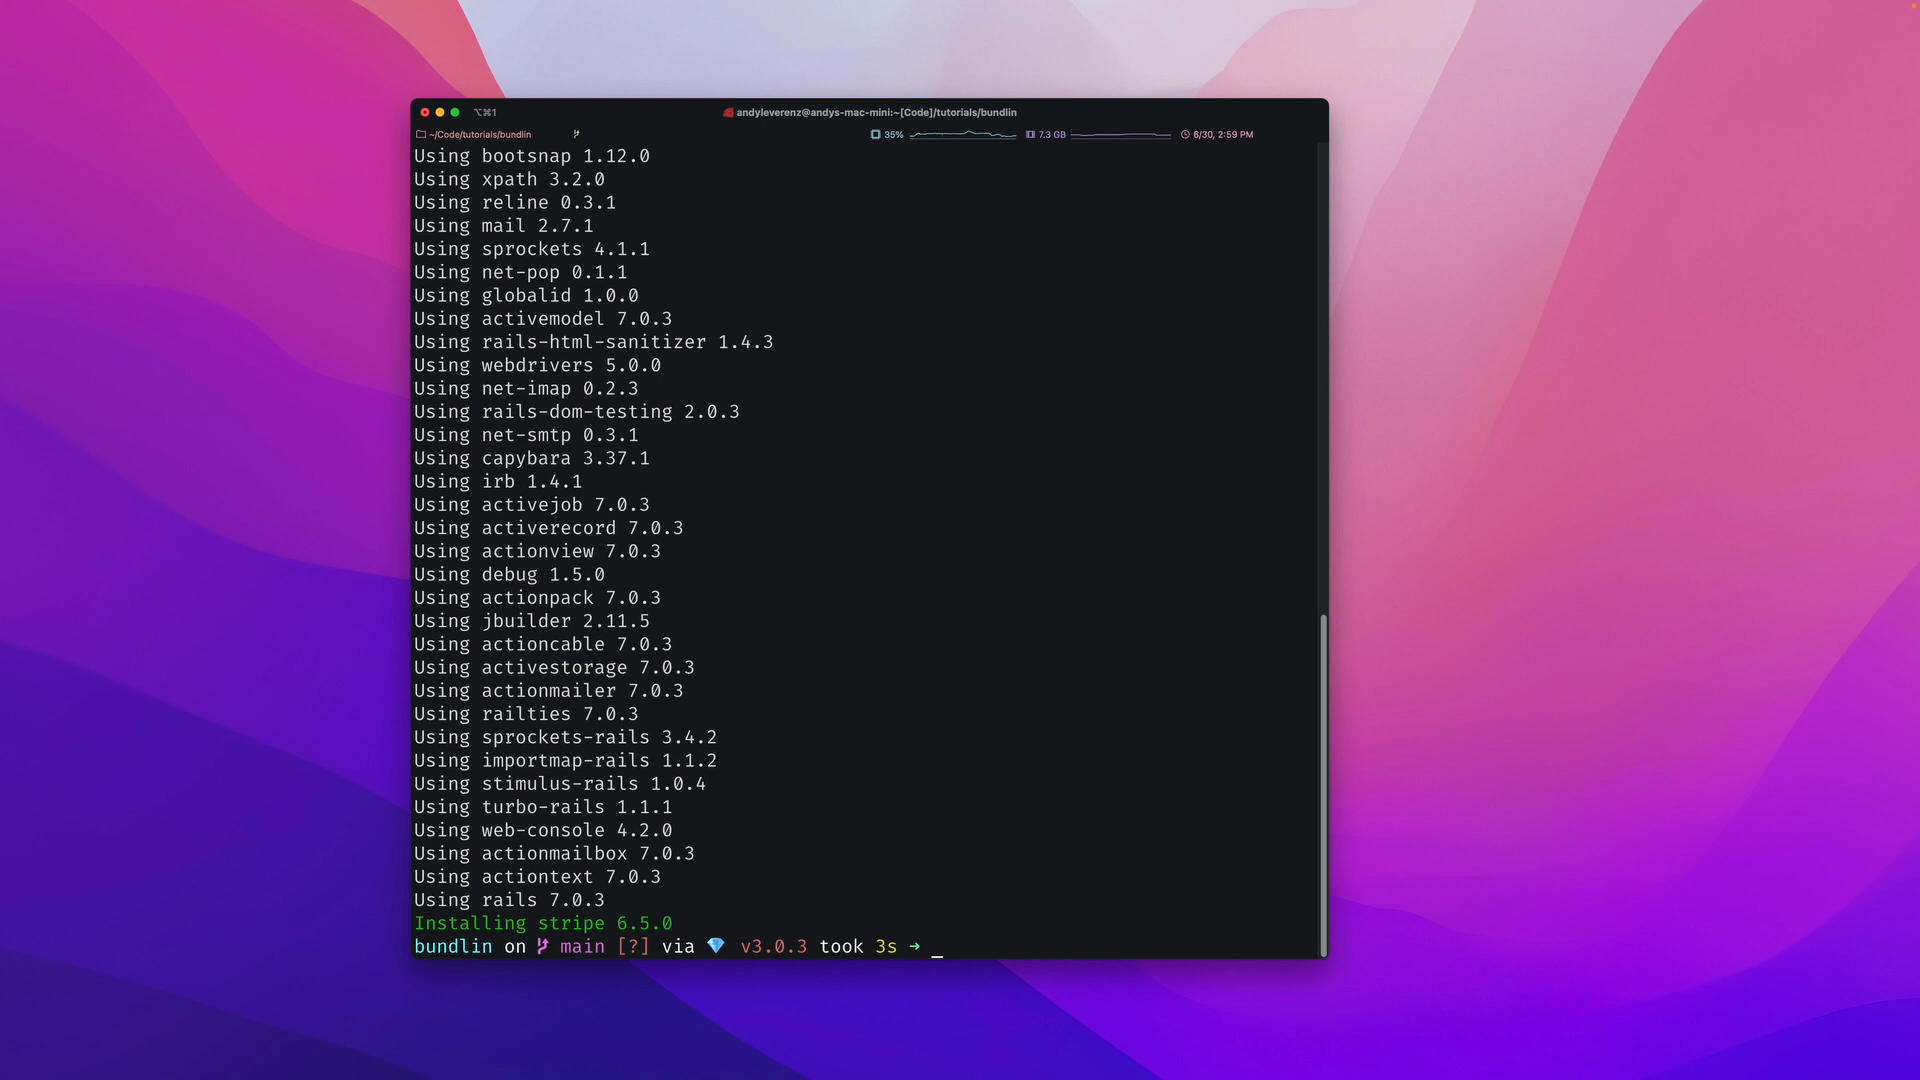 ⌥⌘1
andyleverenz@andys-mac-mini:~[Code]/tutorials/bundlin
~/Code/tutorials/bundlin
35%
7.3 GB
6/30, 2:59 PM
Using bootsnap 1.12.0
Using xpath 3.2.0
Using reline 0.3.1
Using mail 2.7.1
Using sprockets 4.1.1
Using net-pop 0.1.1
Using globalid 1.0.0
Using activemodel 7.0.3
Using rails-html-sanitizer 1.4.3
Using webdrivers 5.0.0
Using net-imap 0.2.3
Using rails-dom-testing 2.0.3
Using net-smtp 0.3.1
Using capybara 3.37.1
Using irb 1.4.1
Using activejob 7.0.3
Using activerecord 7.0.3
Using actionview 7.0.3
Using debug 1.5.0
Using actionpack 7.0.3
Using jbuilder 2.11.5
Using actioncable 7.0.3
Using activestorage 7.0.3
Using actionmailer 7.0.3
Using railties 7.0.3
Using sprockets-rails 3.4.2
Using importmap-rails 1.1.2
Using stimulus-rails 1.0.4
Using turbo-rails 1.1.1
Using web-console 4.2.0
Using actionmailbox 7.0.3
Using actiontext 7.0.3
Using rails 7.0.3
Installing stripe 6.5.0
bundlin on main [?] via 💎 v3.0.3 took 3s ➜ _